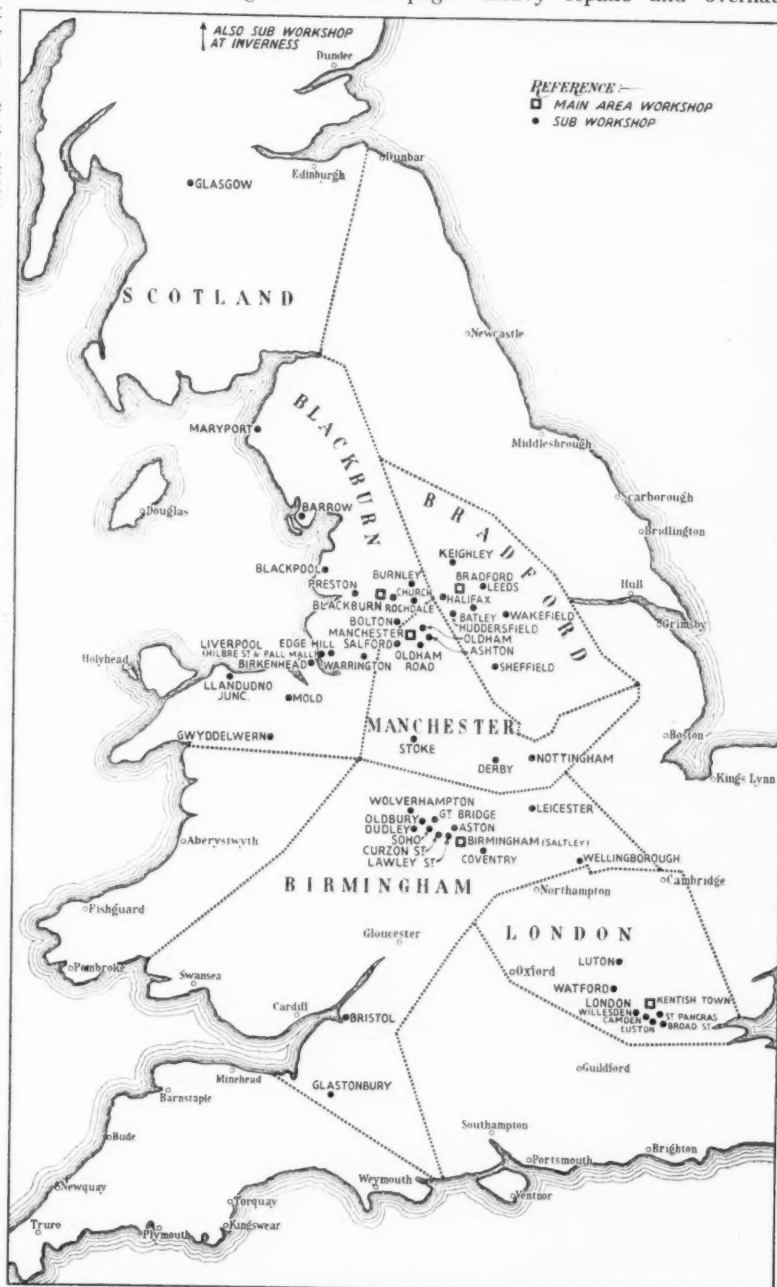 repairs and overhau
↑ ALSO SUB WORKSHOP
AT INVERNESS
REFERENCE:—
MAIN AREA WORKSHOP
SUB WORKSHOP
Dundee
Dunbar
Edinburgh
GLASGOW
SCOTLAND
Newcastle
BLACKBURN
MARYPORT
Middlesbrough
BRADFORD
Scarborough
Douglas
BARROW
Bridlington
KEIGHLEY
BLACKPOOL
BURNLEY
BRADFORD
LEEDS
Hull
PRESTON
CHURCH
HALIFAX
BLACKBURN
ROCHDALE
BATLEY
WAKEFIELD
Grimsby
BOLTON
HUDDERSFIELD
MANCHESTER
OLDHAM
LIVERPOOL
EDGE HILL
SALFORD
ASHTON
(HILBRE ST & PALL MALL)
Holyhead
BIRKENHEAD
WARRINGTON
OLDHAM
ROAD
SHEFFIELD
LLANDUDNO
JUNC.
MOLD
MANCHESTER
GWYDDELWERN
STOKE
Boston
DERBY
NOTTINGHAM
Kings Lynn
WOLVERHAMPTON
LEICESTER
OLDBURY
GT BRIDGE
DUDLEY
ASTON
Aberystwyth
SOHO
BIRMINGHAM (SALTLEY)
CURZON ST
LAWLEY ST
COVENTRY
WELLINGBOROUGH
BIRMINGHAM
Northampton
Cambridge
Fishguard
Gloucester
LONDON
Pembroke
Swansea
Oxford
LUTON
WATFORD
Cardiff
LONDON
KENTISH TOWN
BRISTOL
WILLESDEN
ST PANCRAS
CAMDEN
EUSTON
BROAD ST
Minehead
Guildford
Barnstaple
GLASTONBURY
Southampton
Bude
Portsmouth
Brighton
Newquay
Weymouth
Ventnor
Torquay
Truro
Plymouth
Kingswear